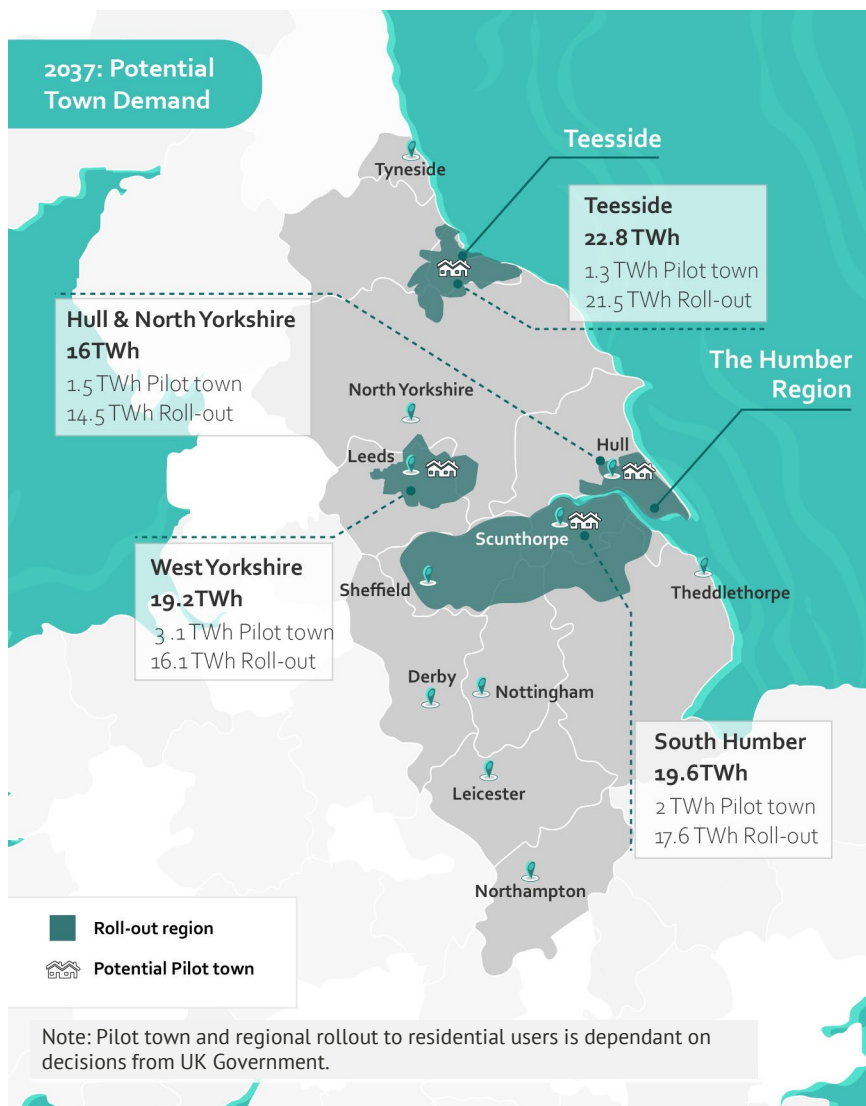 2037: Potential
Town Demand
Tyneside
Teesside
Teesside
22.8 TWh
1.3 TWh Pilot town
21.5 TWh Roll-out
Hull & North Yorkshire
16TWh
1.5 TWh Pilot town
14.5 TWh Roll-out
The Humber
Region
North Yorkshire
Leeds
Hull
Scunthorpe
West Yorkshire
19.2TWh
3 .1 TWh Pilot town
16.1 TWh Roll-out
Sheffield
Theddlethorpe
Derby
Nottingham
South Humber
19.6TWh
2 TWh Pilot town
17.6 TWh Roll-out
Leicester
Northampton
Roll-out region
Potential Pilot town
Note: Pilot town and regional rollout to residential users is dependant on
decisions from UK Government.